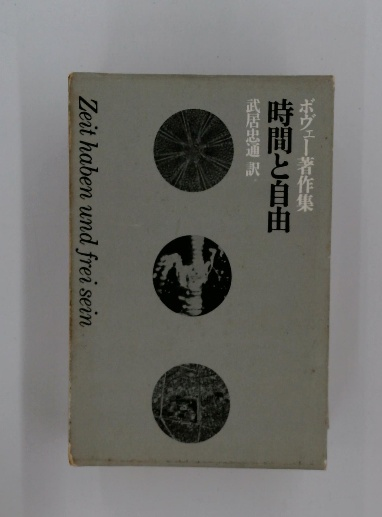 ボヴェー著作集
時間と自由
武居忠通 訳
Zeit haben und frei sein